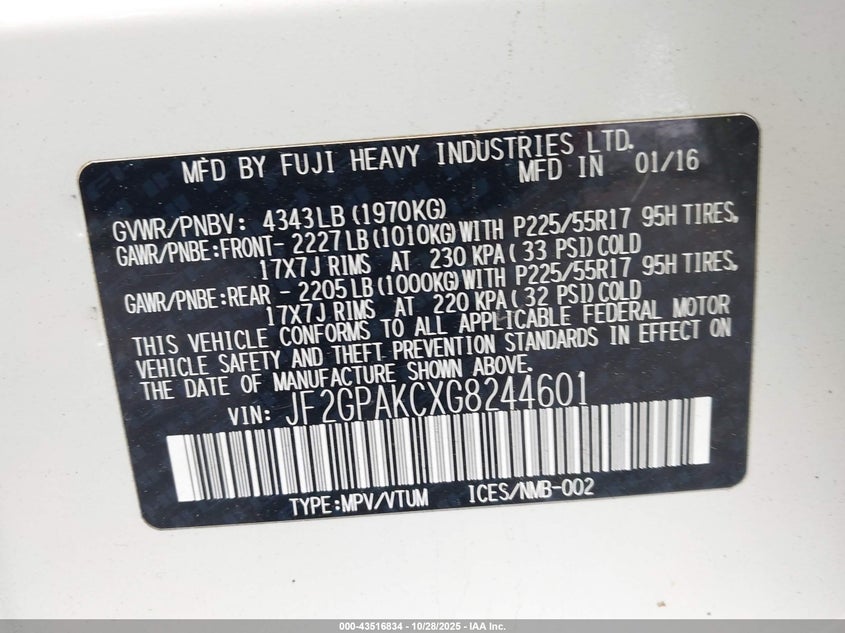 MFD BY FUJI HEAVY INDUSTRIES LTD.
MFD IN 01/16
GVWR/PNBV: 4343LB (1970KG)
GAWR/PNBE:FRONT- 2227LB(1010KG)WITH P225/55R17 95H TIRES,
17X7J RIMS AT 230 KPA( 33 PSI)COLD
GAWR/PNBE:REAR - 2205LB(1000KG)WITH P225/55R17 95H TIRES,
17X7J RIMS AT 220 KPA( 32 PSI)COLD
THIS VEHICLE CONFORMS TO ALL APPLICABLE FEDERAL MOTOR
VEHICLE SAFETY AND THEFT PREVENTION STANDARDS IN EFFECT ON
THE DATE OF MANUFACTURE SHOWN ABOVE.
VIN: JF2GPAKCXG8244601
TYPE:MPV/VTUM ICES/NMB-002
000-43516834 | 10/28/2025 | IAA Inc.